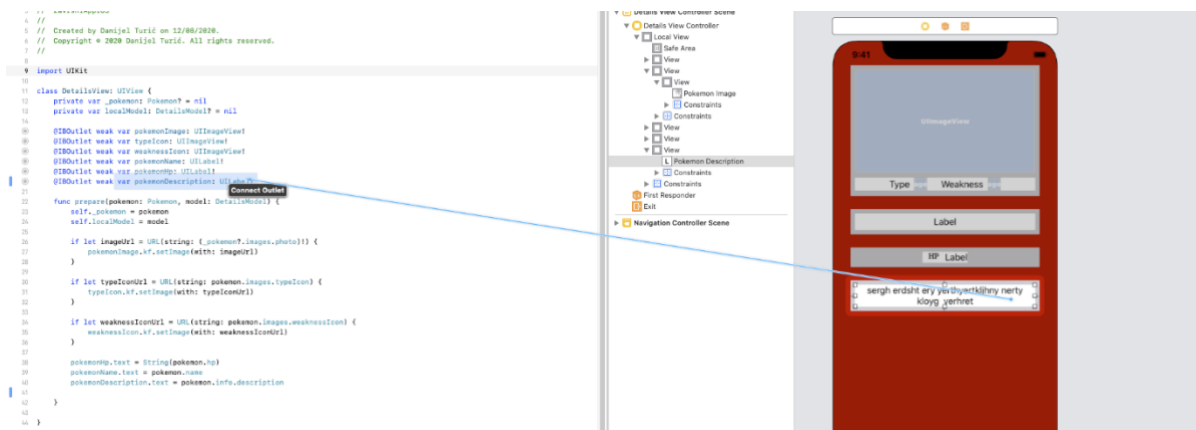 //
// Created by Damijel Turić on 12/08/2020.
// Copyright © 2020 Danijel Turić. All rights reserved.
//
import UIKit
class DetailsView: UIView {
private var _pokemon: Pokemon? = nil
private var localModel: DetailsModel? = nil
@IBOutlet weak var pokemonImage: UIImageView!
@IBOutlet weak var typeIcon: UIImageView!
@IBOutlet weak var weaknessIcon: UIImageView!
@IBOutlet weak var pokemonName: UILabel!
@IBOutlet weak var pokemonHp: UILabel!
@IBOutlet weak var pokemonDescription: UILabel!
Connect Outlet
func prepare(pokemon: Pokemon, model: DetailsModel) {
self._pokemon = pokemon
self.localModel = model
if let imageUrl = URL(string: (_pokemon?.images.photo)!) {
pokemonImage.kf.setImage(with: imageUrl)
}
if let typeIconUrl = URL(string: pokemon.images.typeIcon) {
typeIcon.kf.setImage(with: typeIconUrl)
}
if let weaknessIconUrl = URL(string: pokemon.images.weaknessIcon) {
weaknessIcon.kf.setImage(with: weaknessIconUrl)
}
pokemonHp.text = String(pokemon.hp)
pokemonName.text = pokemon.name
pokemonDescription.text = pokemon.info.description
}
}
Details View Controller Scene
Details View Controller
Local View
Safe Area
View
View
View
Pokemon Image
Constraints
Constraints
View
View
View
L Pokemon Description
Constraints
Constraints
First Responder
Exit
Navigation Controller Scene
9:41
UIImageView
Type Weakness
Label
HP Label
sergh erdsht ery yerthyertklihny nerty
kloyg yerhret